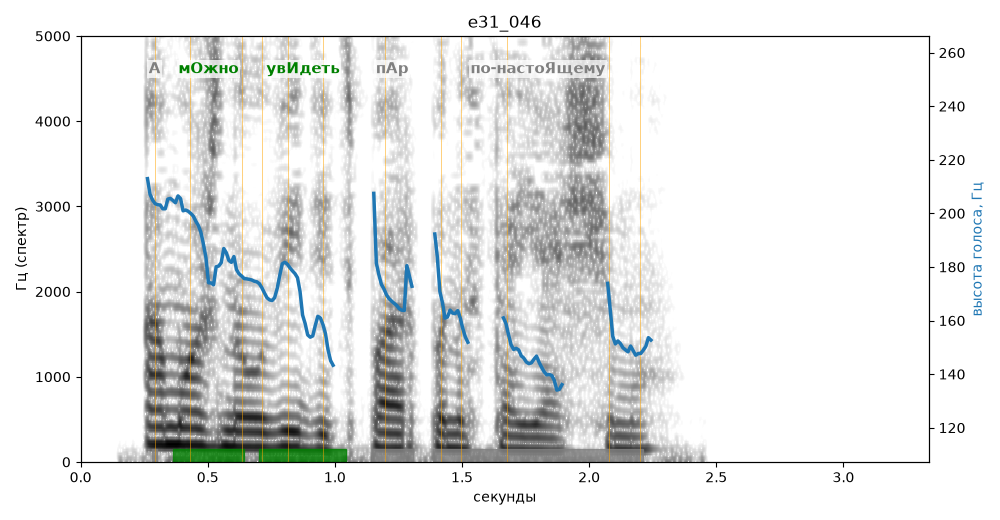 e31_046
5000
4000
3000
2000
1000
0
Гц (спектр)
А мОжно увИдеть пАр по-настоЯщему
260
240
220
200
180
160
140
120
высота голоса, Гц
0.0 0.5 1.0 1.5 2.0 2.5 3.0
секунды